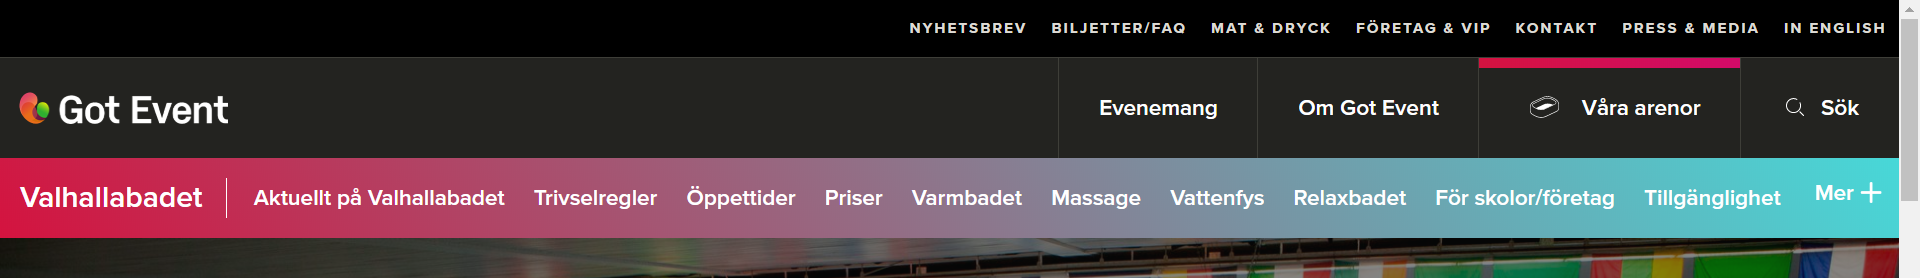 NYHETSBREV BILJETTER/FAQ MAT & DRYCK FÖRETAG & VIP KONTAKT PRESS & MEDIA IN ENGLISH
Got Event Evenemang Om Got Event Våra arenor Sök
Valhallabadet Aktuellt på Valhallabadet Trivselregler Öppettider Priser Varmbadet Massage Vattenfys Relaxbadet För skolor/företag Tillgänglighet Mer